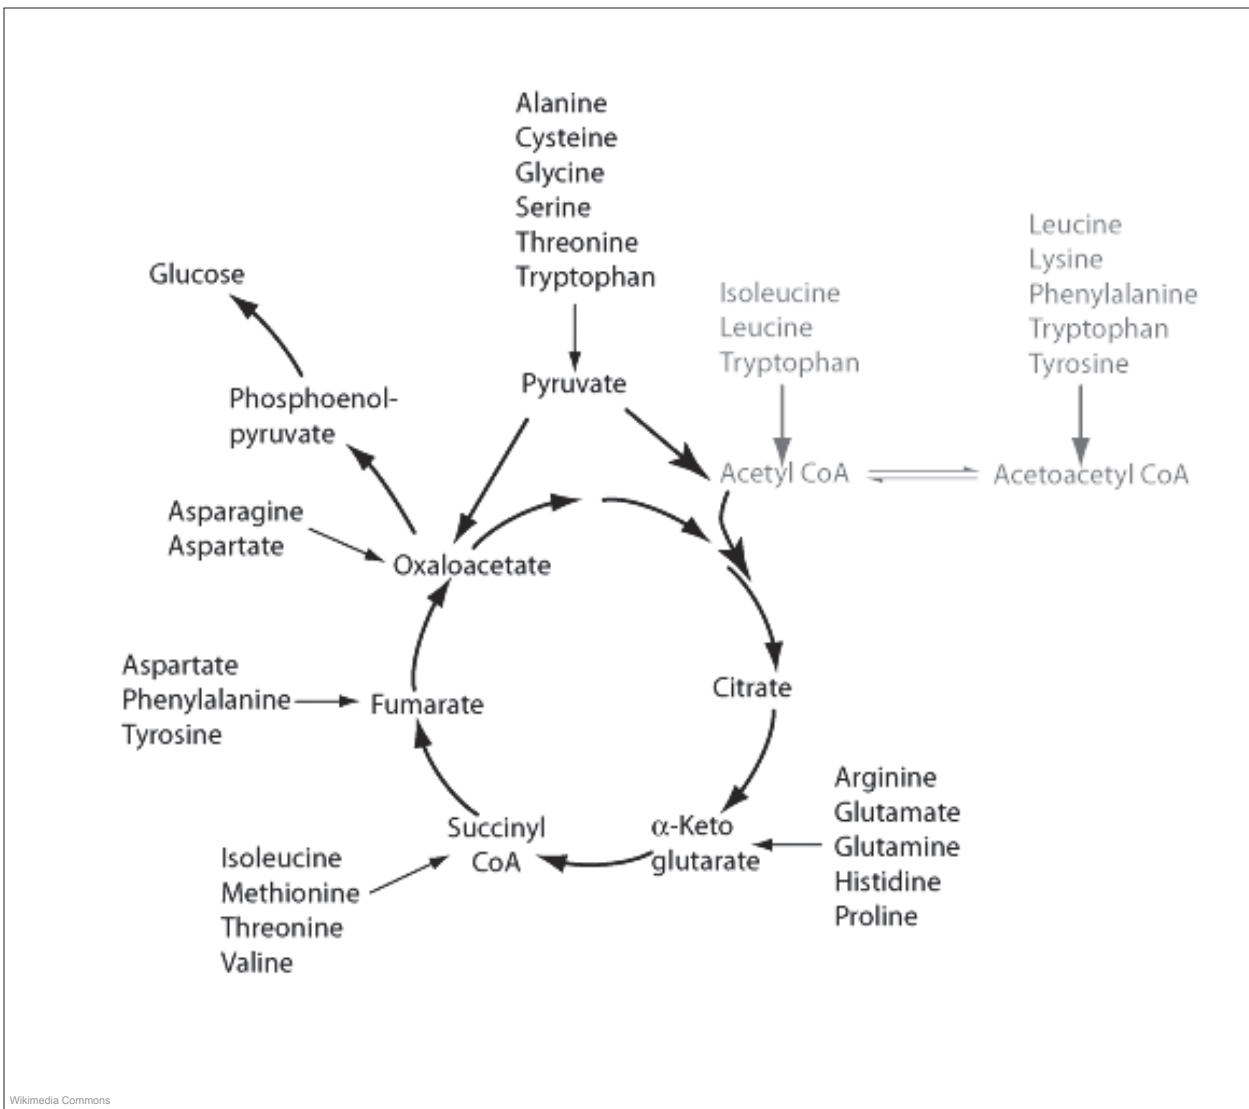 Alanine
Cysteine
Glycine
Serine
Threonine
Tryptophan
Leucine
Lysine
Phenylalanine
Tryptophan
Tyrosine
Isoleucine
Leucine
Tryptophan
Glucose
Pyruvate
Phosphoenol-
pyruvate
Acetyl CoA
Acetoacetyl CoA
Asparagine
Aspartate
Oxaloacetate
Aspartate
Phenylalanine
Tyrosine
Fumarate
Citrate
Arginine
Glutamate
Glutamine
Histidine
Proline
Succinyl
CoA
α-Keto
glutarate
Isoleucine
Methionine
Threonine
Valine
Wikimedia Commons